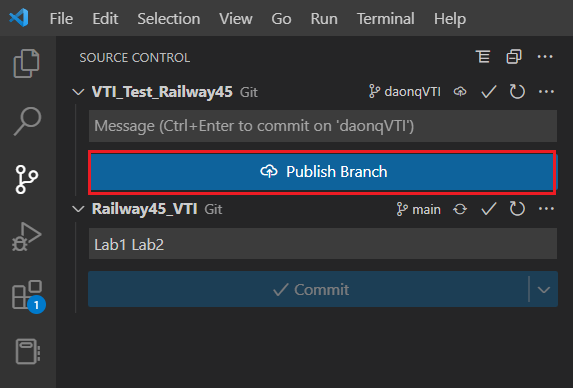 File Edit Selection View Go Run Terminal Help
SOURCE CONTROL
VTI_Test_Railway45 Git daonqVTI
Message (Ctrl+Enter to commit on 'daonqVTI')
Publish Branch
Railway45_VTI Git main
Lab1 Lab2
Commit
1